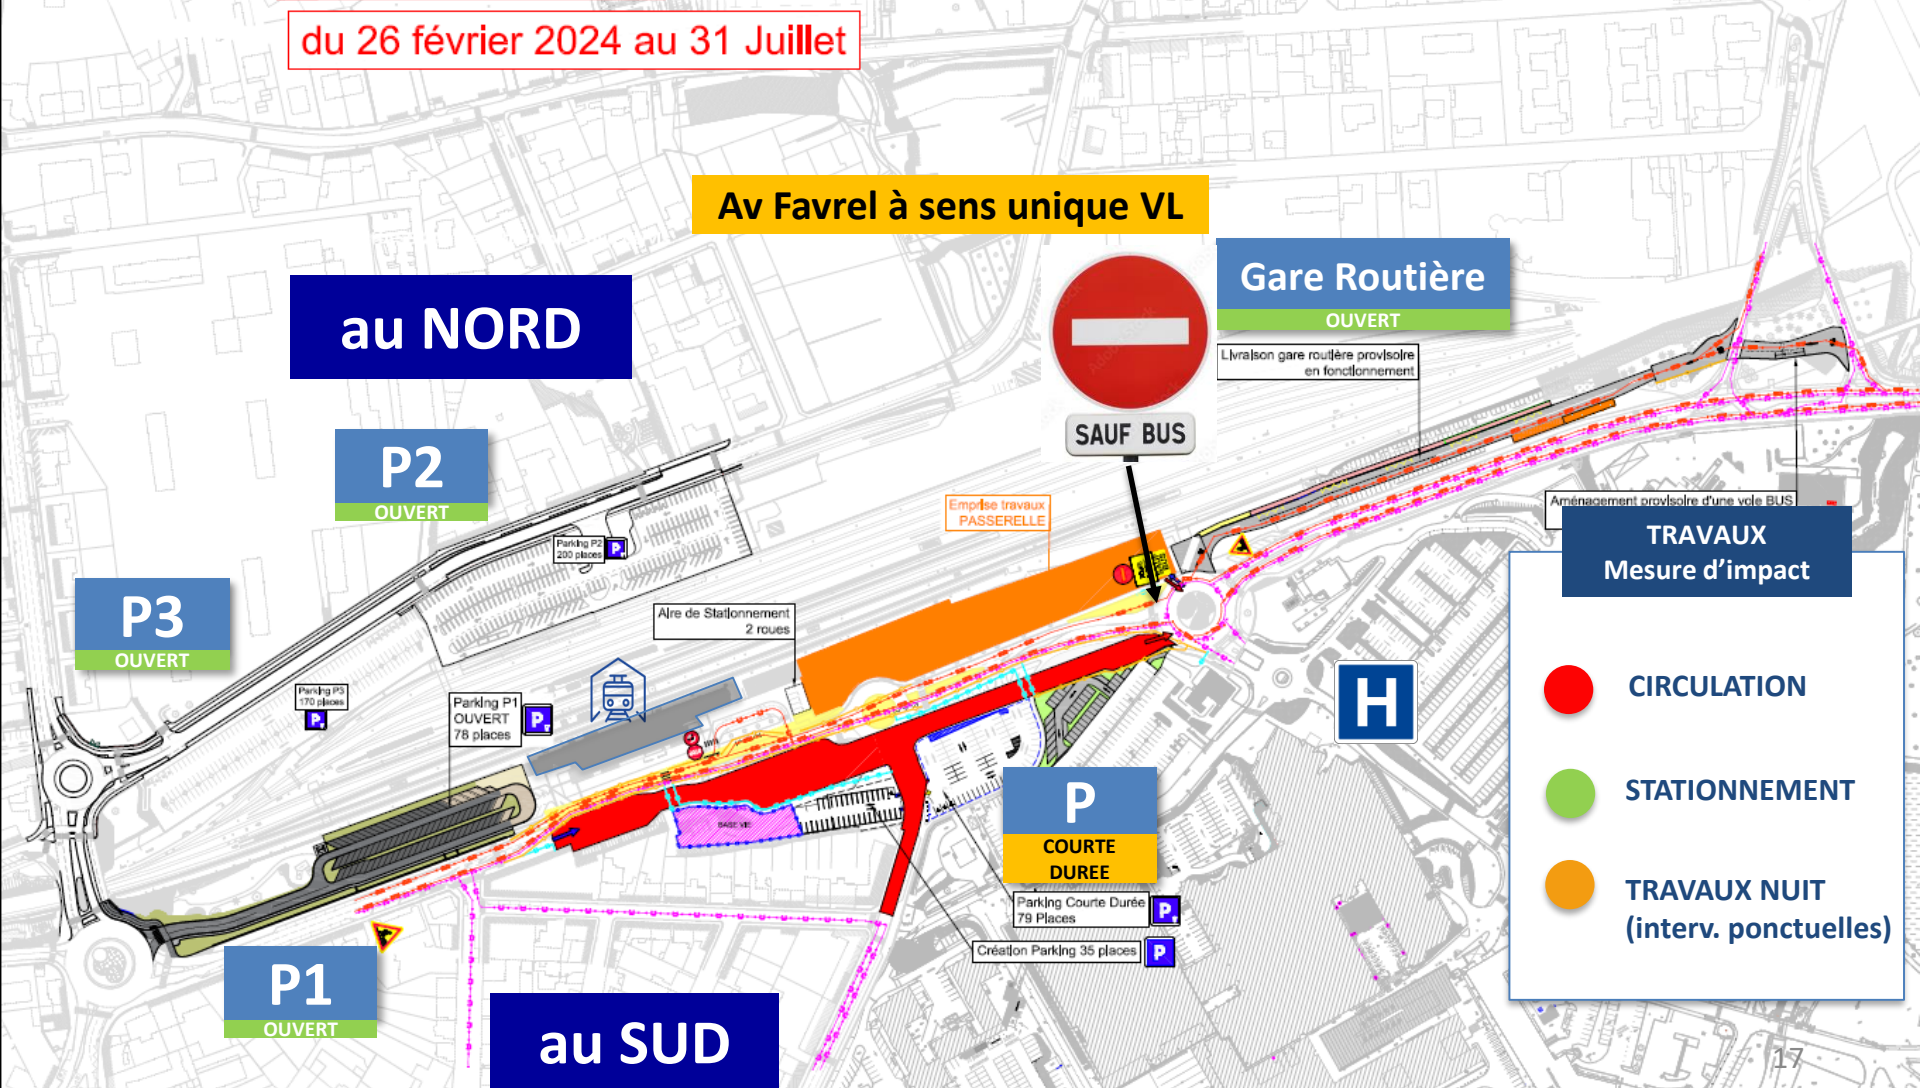 du 26 février 2024 au 31 Juillet
Av Favrel à sens unique VL
au NORD
Gare Routière
OUVERT
Livraison gare routière provisoire
en fonctionnement
SAUF BUS
P2
OUVERT
Emprise travaux
PASSERELLE
Aménagement provisoire d'une voie BUS
TRAVAUX
Mesure d'impact
Parking P2
200 places
P
P3
OUVERT
Aire de Stationnement
2 roues
Parking P3
170 places
P
Parking P1
OUVERT
78 places
P
H
CIRCULATION
STATIONNEMENT
TRAVAUX NUIT
(interv. ponctuelles)
BASE VIE
P
COURTE
DUREE
Parking Courte Durée
79 Places
P
Création Parking 35 places
P
P1
OUVERT
au SUD
17